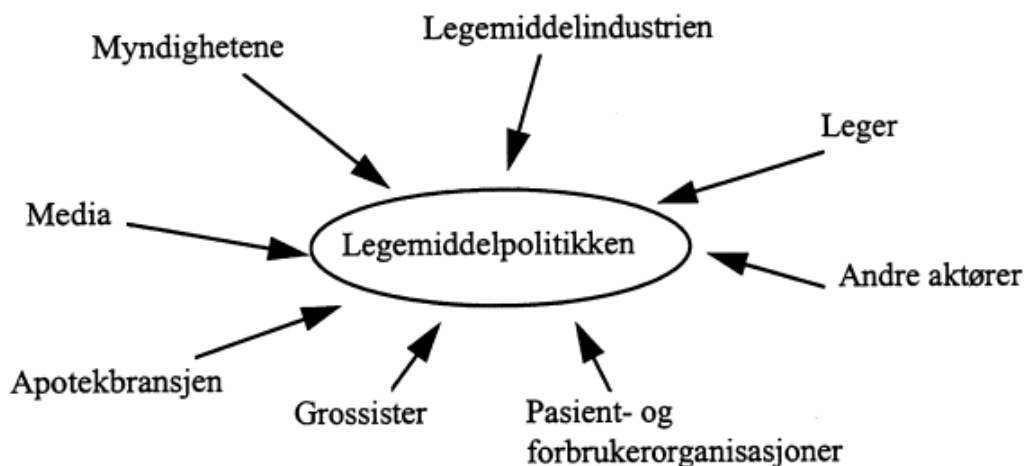 Legemiddelindustrien
Myndighetene
Leger
Media
Legemiddelpolitikken
Andre aktører
Apotekbransjen
Grossister
Pasient- og
forbrukerorganisasjoner